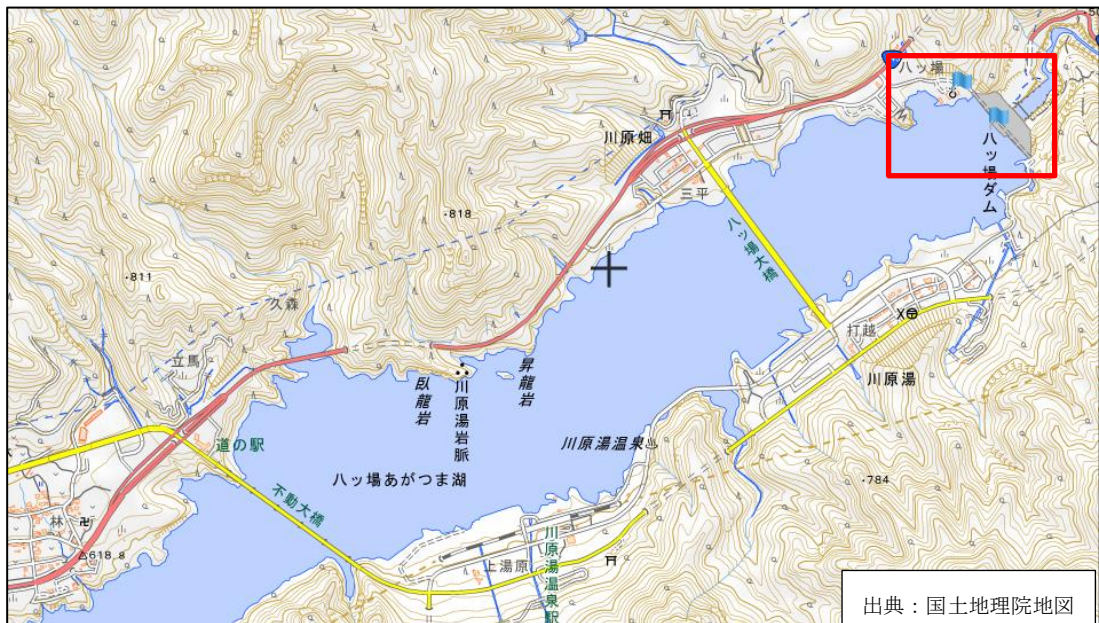 八ッ場
川原畑
三平
八ッ場ダム
八ッ場大橋
・818
・811
久森
立馬
打越
川原湯
昇龍岩
臥龍岩
川原湯岩脈
道の駅
川原湯温泉
八ッ場あがつま湖
・784
不動大橋
林
618.8
上湯原
川原湯温泉駅
出典：国土地理院地図